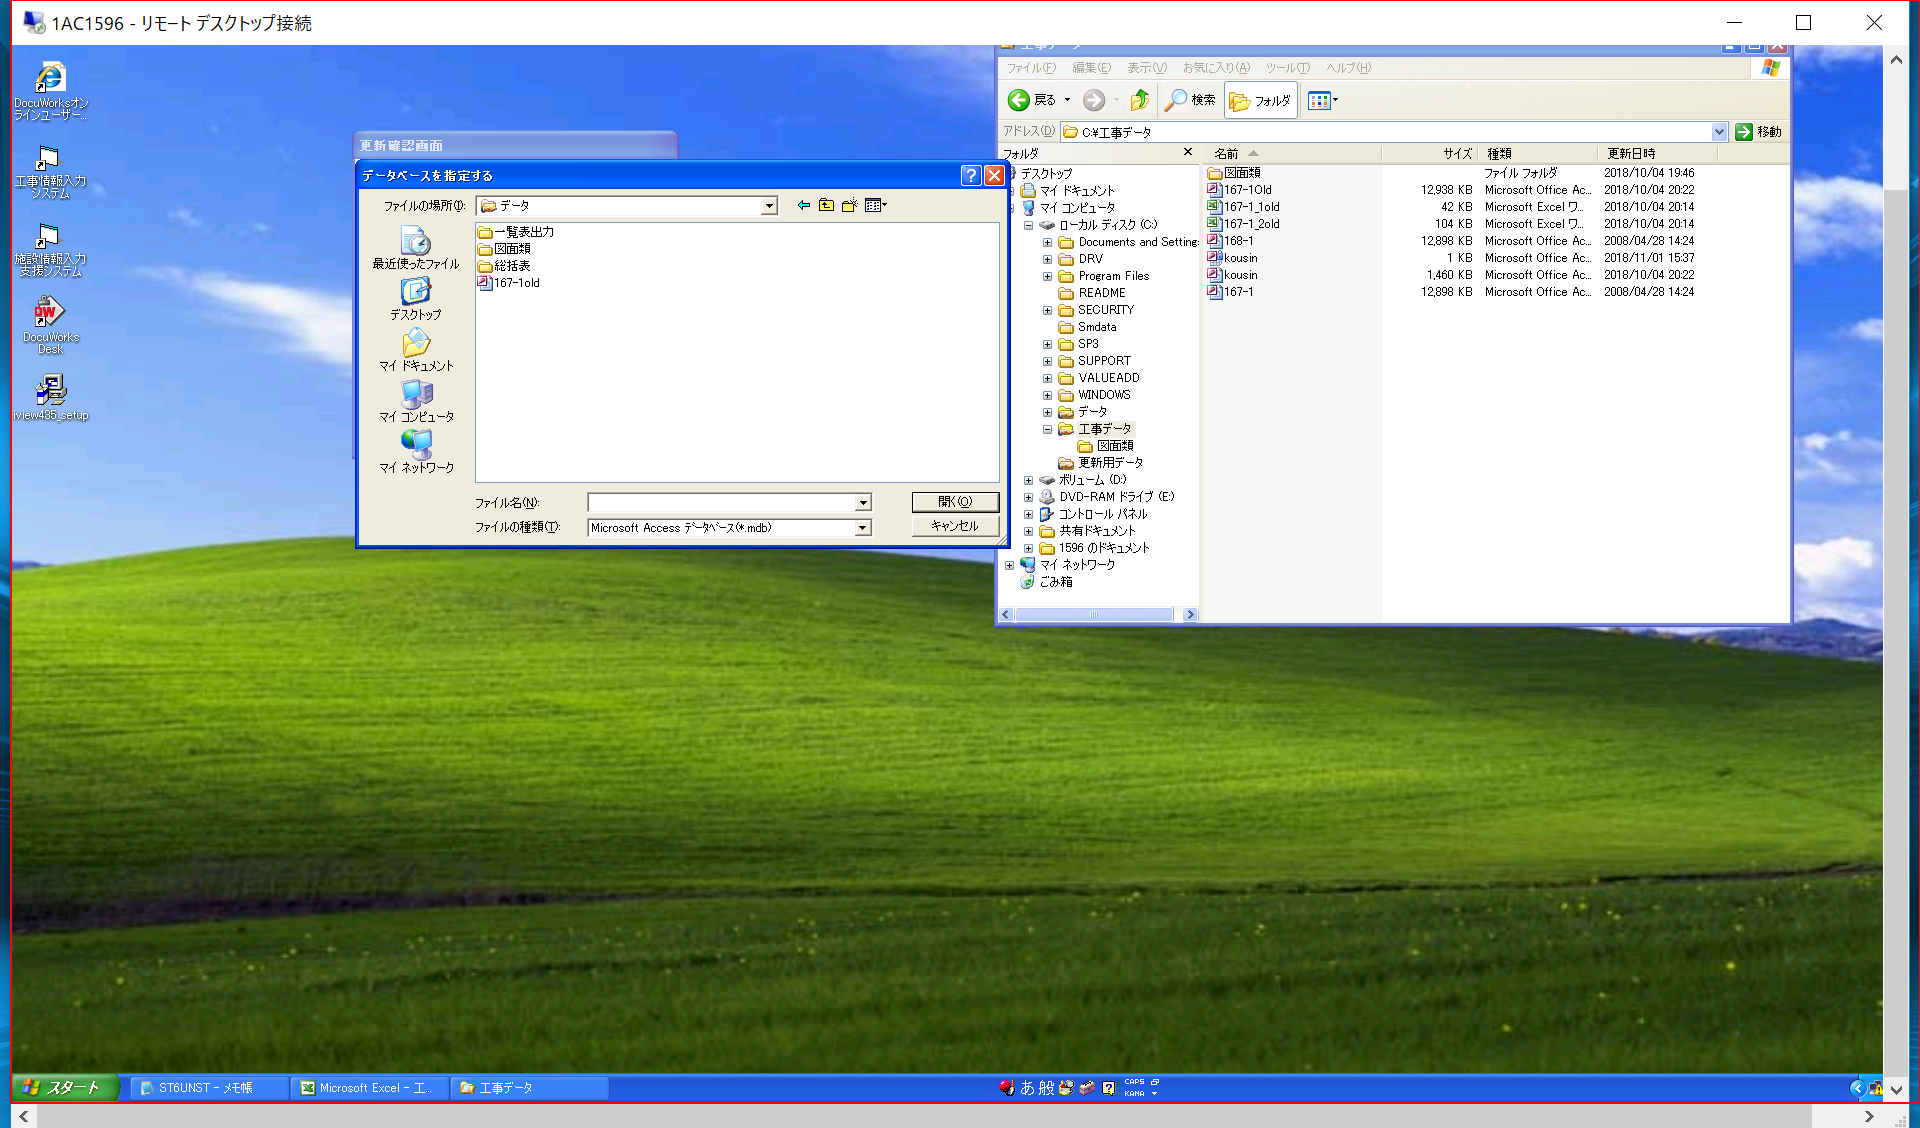 1AC1596 - リモート デスクトップ接続
DocuWorksオン
ラインユーザー...
工事情報入力
システム
施設情報入力
支援システム
DocuWorks
Desk
iview435_setup
更新確認画面
データベースを指定する
ファイルの場所(I):
データ
最近使ったファイル
デスクトップ
マイ ドキュメント
マイ コンピュータ
マイ ネットワーク
一覧表出力
図面類
総括表
167-1old
ファイル名(N):
開く(O)
ファイルの種類(T):
Microsoft Access データベース(*.mdb)
キャンセル
工事データ
ファイル(F) 編集(E) 表示(V) お気に入り(A) ツール(T) ヘルプ(H)
戻る 検索 フォルダ
アドレス(D) C:¥工事データ 移動
フォルダ
デスクトップ
マイ ドキュメント
マイ コンピュータ
ローカル ディスク (C:)
Documents and Setting
DRV
Program Files
README
SECURITY
Smdata
SP3
SUPPORT
VALUEADD
WINDOWS
データ
工事データ
図面類
更新用データ
ボリューム (D:)
DVD-RAM ドライブ (E:)
コントロール パネル
共有ドキュメント
1596 のドキュメント
マイ ネットワーク
ごみ箱
名前 サイズ 種類 更新日時
図面類 ファイル フォルダ 2018/10/04 19:46
167-1Old 12,938 KB Microsoft Office Ac... 2018/10/04 20:22
167-1_1old 42 KB Microsoft Excel ワ... 2018/10/04 20:14
167-1_2old 104 KB Microsoft Excel ワ... 2018/10/04 20:14
168-1 12,898 KB Microsoft Office Ac... 2008/04/28 14:24
kousin 1 KB Microsoft Office Ac... 2018/11/01 15:37
kousin 1,460 KB Microsoft Office Ac... 2018/10/04 20:22
167-1 12,898 KB Microsoft Office Ac... 2008/04/28 14:24
スタート
ST6UNST - メモ帳
Microsoft Excel - 工...
工事データ
あ 般
CAPS
KANA